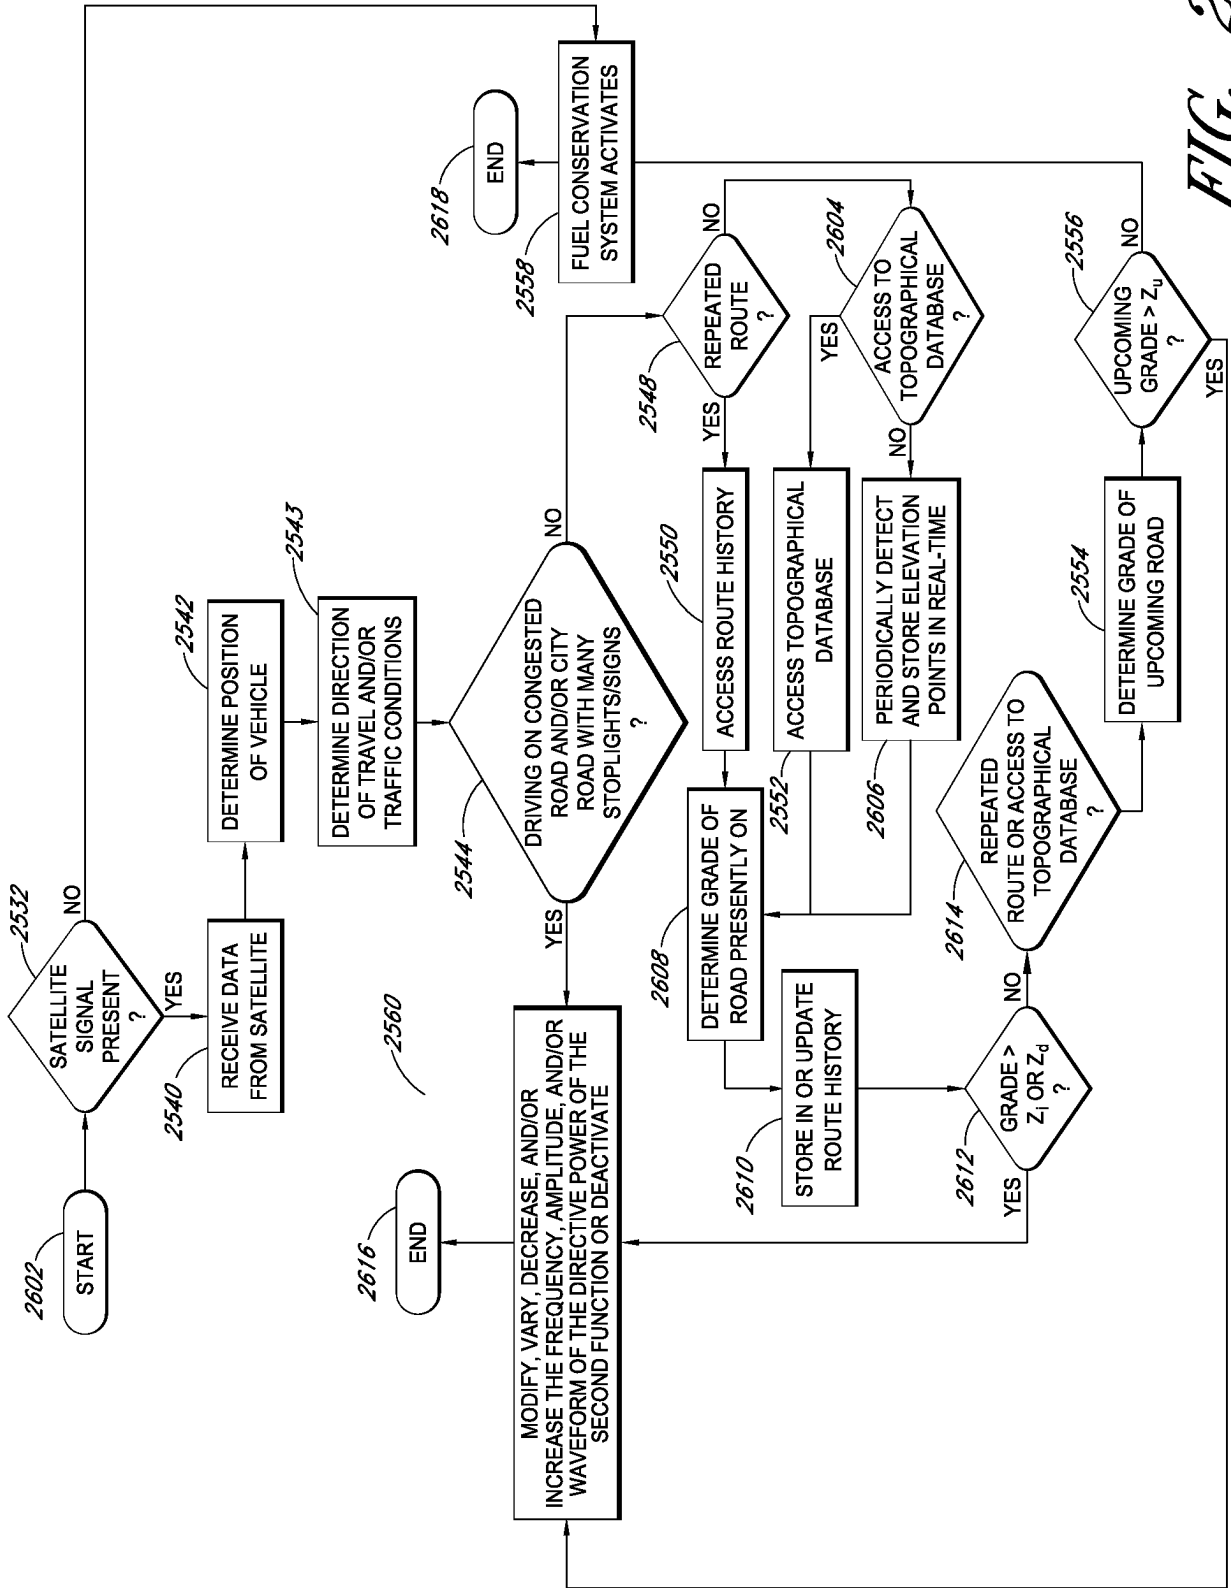 2602
START
2532
SATELLITE
SIGNAL
PRESENT
?
NO
YES
2540
RECEIVE DATA
FROM SATELLITE
2542
DETERMINE POSITION
OF VEHICLE
2543
DETERMINE DIRECTION
OF TRAVEL AND/OR
TRAFFIC CONDITIONS
2544
DRIVING ON CONGESTED
ROAD AND/OR CITY
ROAD WITH MANY
STOPLIGHTS/SIGNS
?
YES
NO
2616
END
2560
MODIFY, VARY, DECREASE, AND/OR
INCREASE THE FREQUENCY, AMPLITUDE, AND/OR
WAVEFORM OF THE DIRECTIVE POWER OF THE
SECOND FUNCTION OR DEACTIVATE
2618
END
2558
FUEL CONSERVATION
SYSTEM ACTIVATES
2548
REPEATED
ROUTE
?
YES
NO
2550
ACCESS ROUTE HISTORY
2604
ACCESS TO
TOPOGRAPHICAL
DATABASE
?
YES
NO
2552
ACCESS TOPOGRAPHICAL
DATABASE
2606
PERIODICALLY DETECT
AND STORE ELEVATION
POINTS IN REAL-TIME
2608
DETERMINE GRADE OF
ROAD PRESENTLY ON
2610
STORE IN OR UPDATE
ROUTE HISTORY
2612
GRADE >
Zi OR Zd
?
YES
NO
2614
REPEATED
ROUTE OR ACCESS TO
TOPOGRAPHICAL
DATABASE
?
2554
DETERMINE GRADE OF
UPCOMING ROAD
2556
UPCOMING
GRADE > Zu
?
NO
YES
FIG.